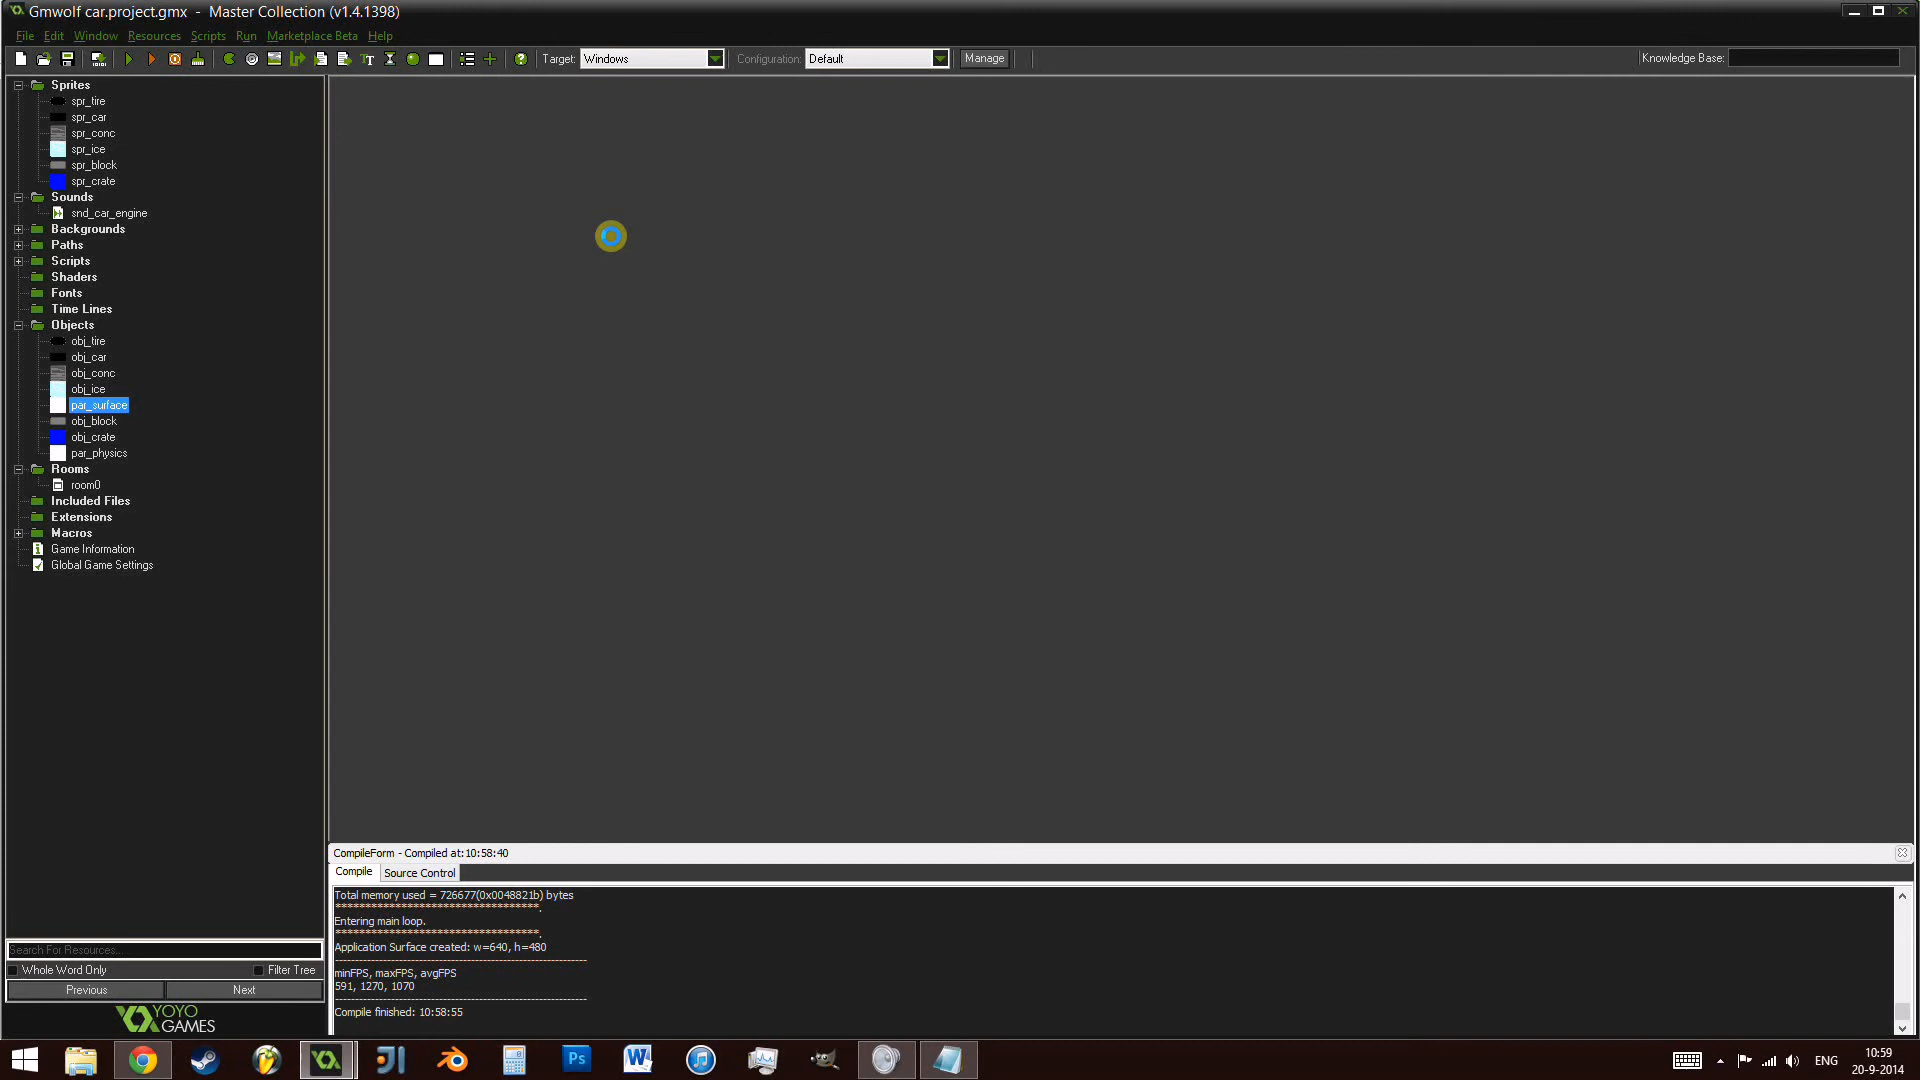 Gmwolf car.project.gmx - Master Collection (v1.4.1398)
File Edit Window Resources Scripts Run Marketplace Beta Help
Target: Windows Configuration: Default Manage Knowledge Base:
Sprites
spr_tire
spr_car
spr_conc
spr_ice
spr_block
spr_crate
Sounds
snd_car_engine
Backgrounds
Paths
Scripts
Shaders
Fonts
Time Lines
Objects
obj_tire
obj_car
obj_conc
obj_ice
par_surface
obj_block
obj_crate
par_physics
Rooms
room0
Included Files
Extensions
Macros
Game Information
Global Game Settings
Search For Resources...
Whole Word Only Filter Tree
Previous Next
YOYO
GAMES
CompileForm - Compiled at:10:58:40
Compile Source Control
Total memory used = 726677(0x0048821b) bytes
**********************************.
Entering main loop.
**********************************.
Application Surface created: w=640, h=480
---------------------------------------------------------------
minFPS, maxFPS, avgFPS
591, 1270, 1070
---------------------------------------------------------------
Compile finished: 10:58:55
Ps
W
ENG
10:59
20-9-2014